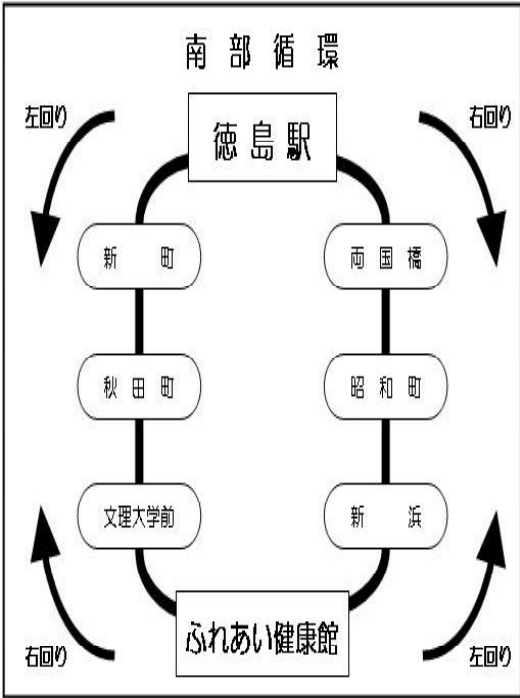 南部循環
左回り
右回り
徳島駅
新町
両国橋
秋田町
昭和町
文理大学前
新浜
ふれあい健康館
右回り
左回り